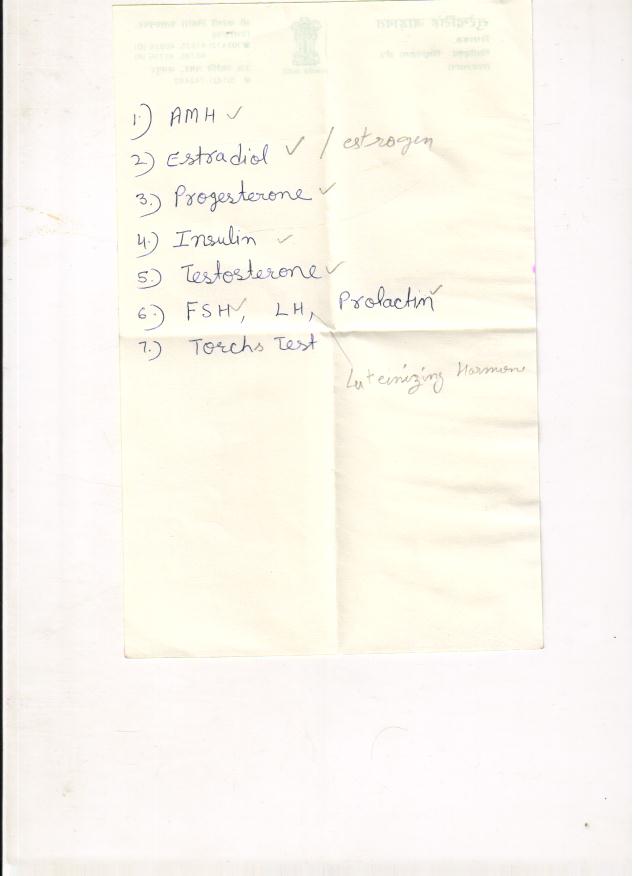 1.) AMH ✓
2.) Estradiol ✓ / estrogen
3.) Progesterone ✓
4.) Insulin ✓
5.) Testosterone ✓
6.) FSH ✓, LH, Prolactin ✓
7.) Torchs Test
Luteinizing Harmone